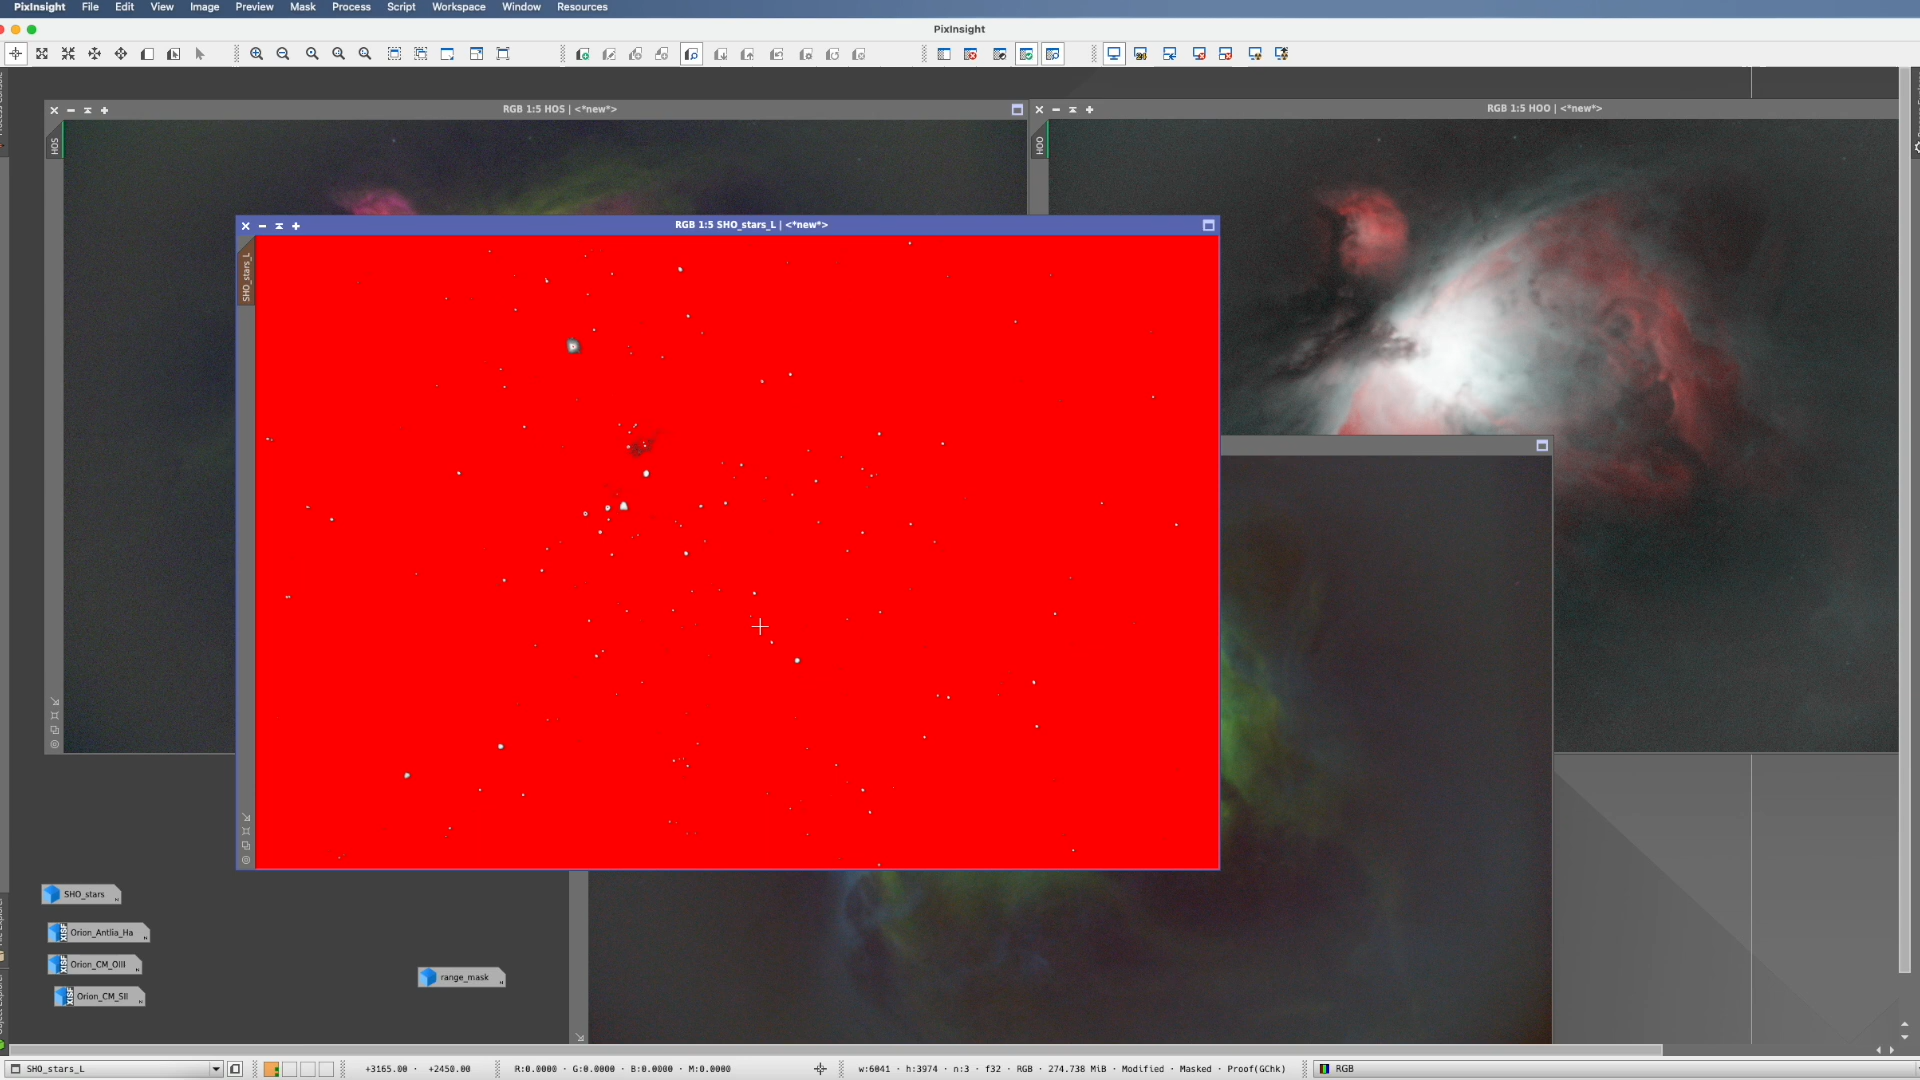 PixInsight File Edit View Image Preview Mask Process Script Workspace Window Resources
PixInsight
RGB 1:5 HOS | <*new*>
RGB 1:5 HOO | <*new*>
HOS
HOO
RGB 1:5 SHO_stars_L | <*new*>
SHO_stars_L
SHO_stars
Orion_Antlia_Ha
XISF
Orion_CM_OIII
XISF
Orion_CM_SII
XISF
range_mask
SHO_stars_L
+3165.00 · +2450.00
R:0.0000 · G:0.0000 · B:0.0000 · M:0.0000
w:6041 · h:3974 · n:3 · f32 · RGB · 274.738 MiB · Modified · Masked · Proof(GChk)
RGB